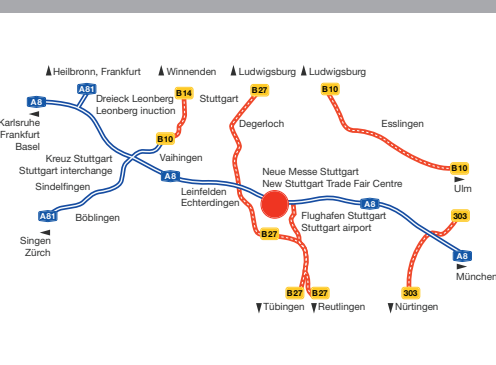 Heilbronn, Frankfurt
Winnenden
Ludwigsburg
Ludwigsburg
A81
B14
B27
B10
A8
Dreieck Leonberg
Leonberg inuction
Stuttgart
Karlsruhe
Frankfurt
Basel
Degerloch
Esslingen
B10
Kreuz Stuttgart
Stuttgart interchange
Vaihingen
B10
Ulm
Sindelfingen
A8
Neue Messe Stuttgart
New Stuttgart Trade Fair Centre
Leinfelden
Echterdingen
A8
A81
Böblingen
Flughafen Stuttgart
Stuttgart airport
303
Singen
Zürch
B27
A8
München
B27
B27
303
Tübingen
Reutlingen
Nürtingen